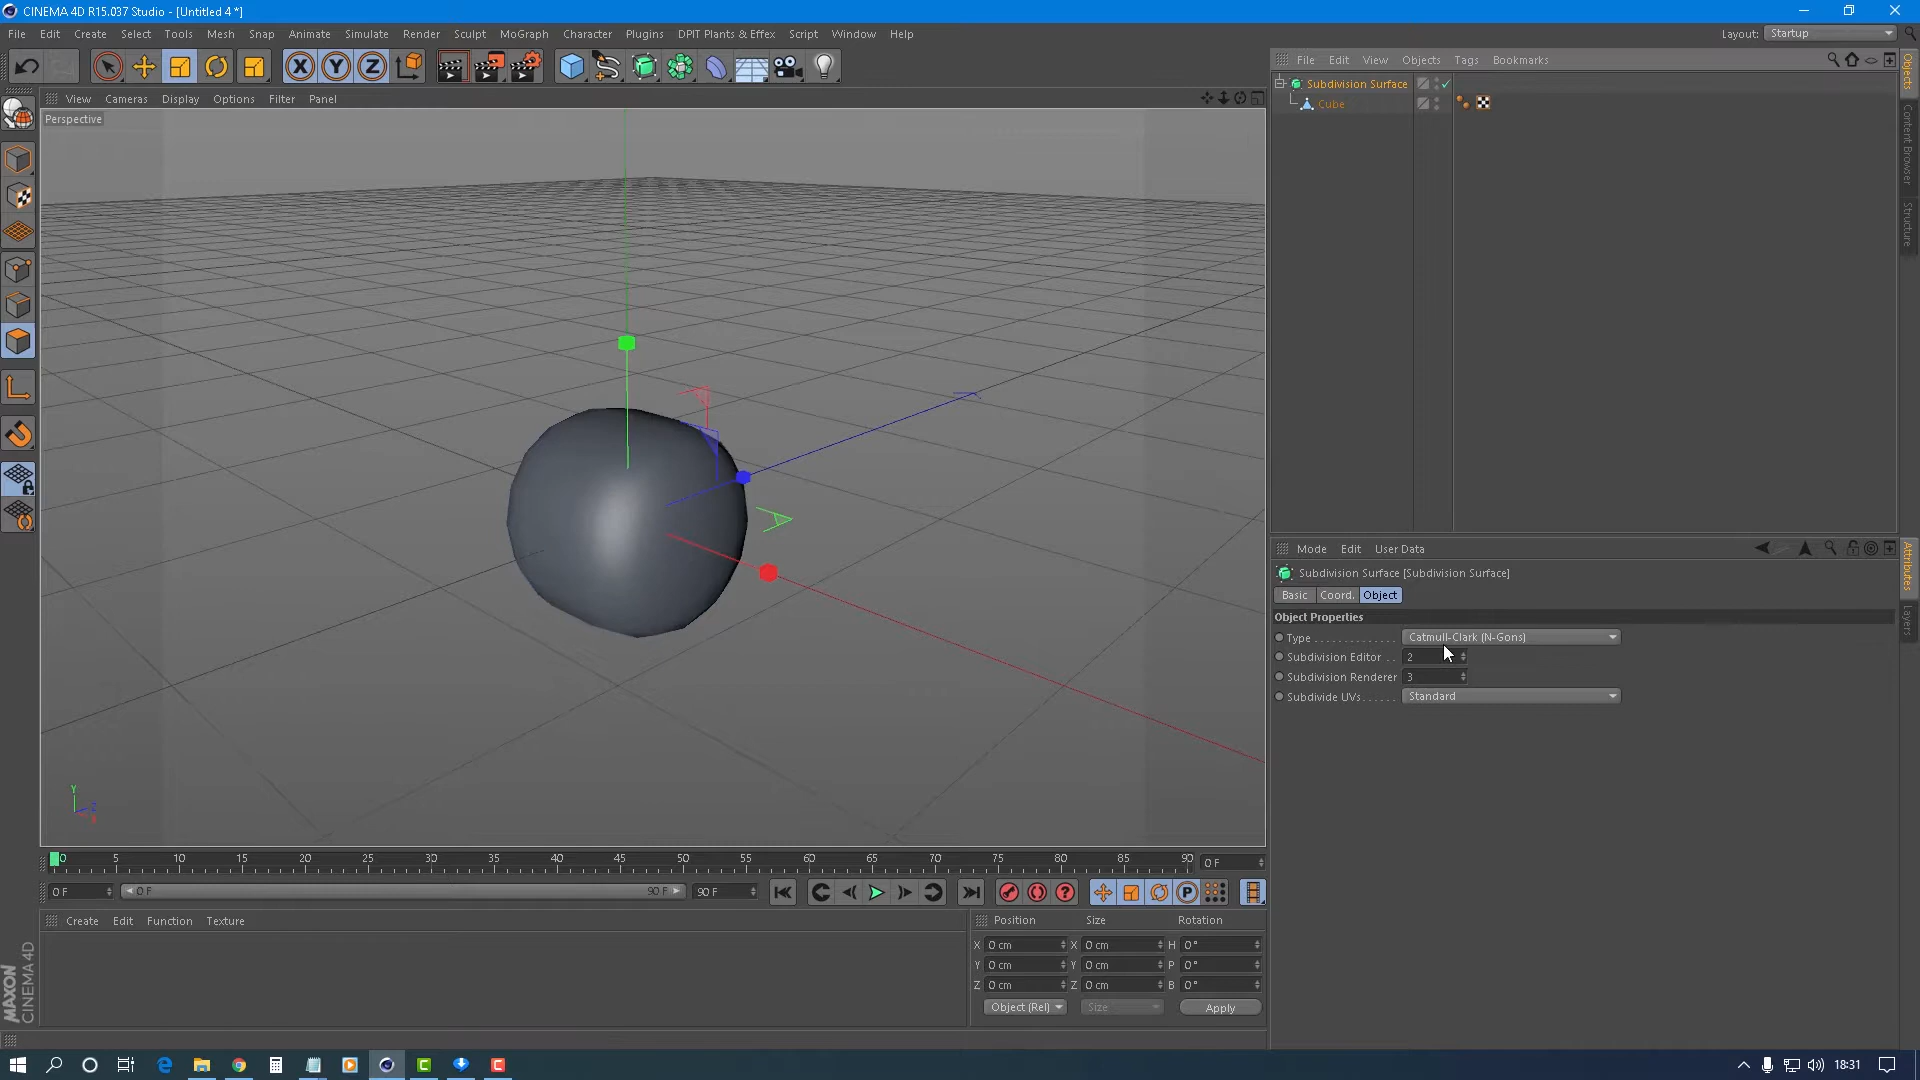 CINEMA 4D R15.037 Studio - [Untitled 4 *]
File Edit Create Select Tools Mesh Snap Animate Simulate Render Sculpt MoGraph Character Plugins DPIT Plants & Effex Script Window Help Layout: Startup
X Y Z
File Edit View Objects Tags Bookmarks
Subdivision Surface
Cube
View Cameras Display Options Filter Panel
Perspective
Objects
Content Browser
Structure
Mode Edit User Data
Subdivision Surface [Subdivision Surface]
Basic Coord. Object
Object Properties
Type . . . . . . . . . . . . . Catmull-Clark (N-Gons)
Subdivision Editor . . 2
Subdivision Renderer 3
Subdivide UVs . . . . . . Standard
Attributes
Layers
Y
Z
X
0 5 10 15 20 25 30 35 40 45 50 55 60 65 70 75 80 85 90 0 F
0 F 0 F 90 F 90 F P
Create Edit Function Texture
Position Size Rotation
X 0 cm X 0 cm H 0 °
Y 0 cm Y 0 cm P 0 °
Z 0 cm Z 0 cm B 0 °
Object (Rel) Size Apply
MAXON
CINEMA 4D
18:31